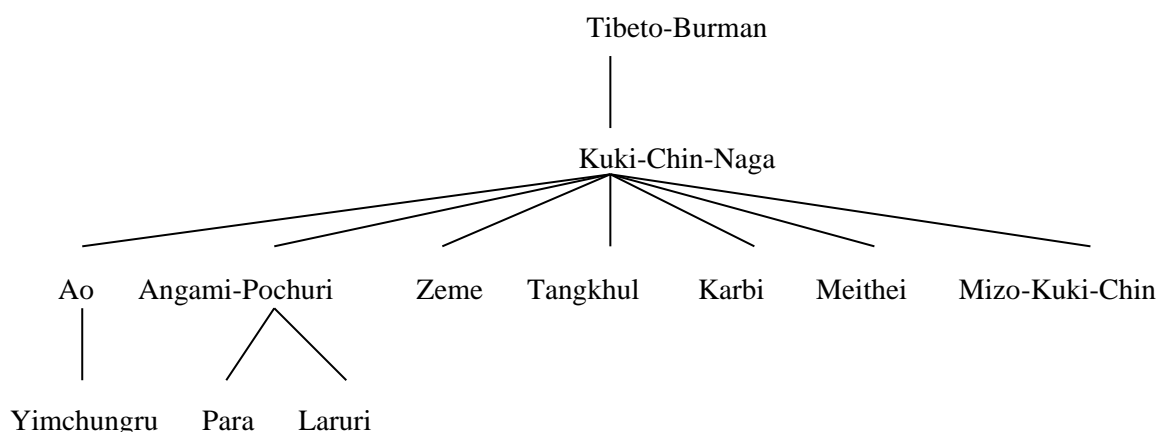 Tibeto-Burman
Kuki-Chin-Naga
Ao Angami-Pochuri Zeme Tangkhul Karbi Meithei Mizo-Kuki-Chin
Yimchungru Para Laruri